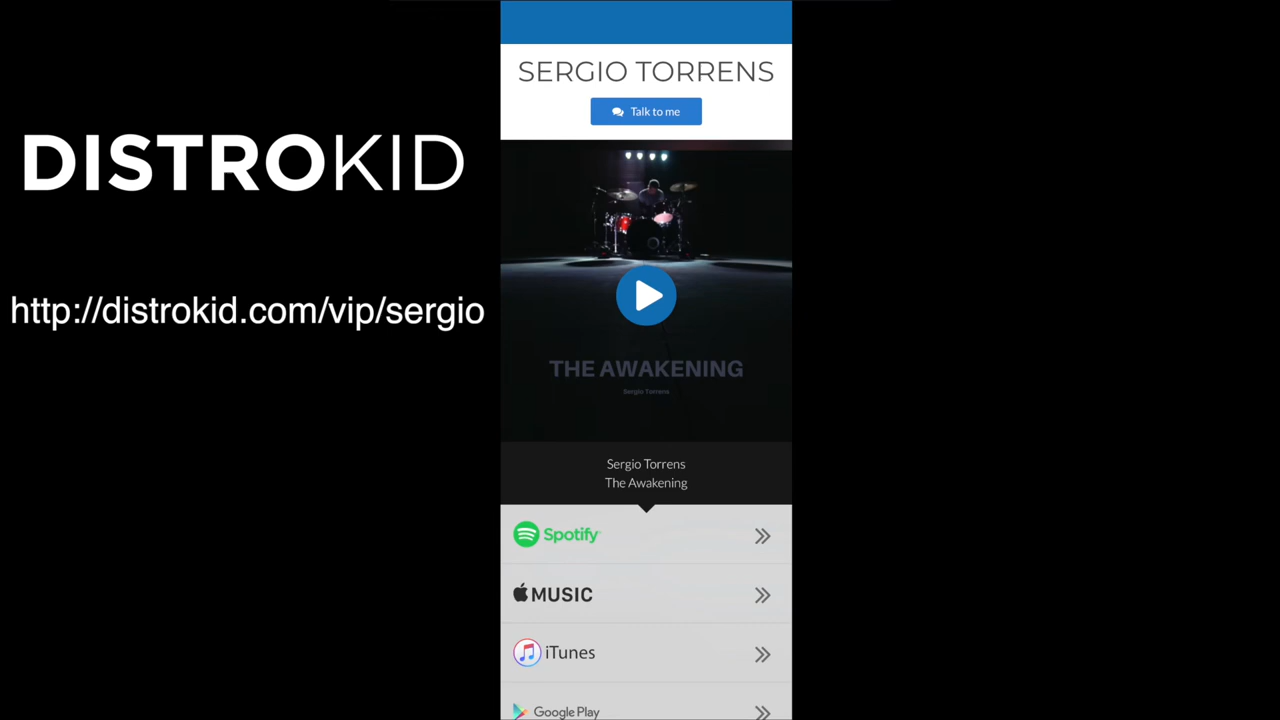 DISTROKID
http://distrokid.com/vip/sergio
SERGIO TORRENS
Talk to me
THE AWAKENING
Sergio Torrens
Sergio Torrens
The Awakening
Spotify
MUSIC
iTunes
Google Play